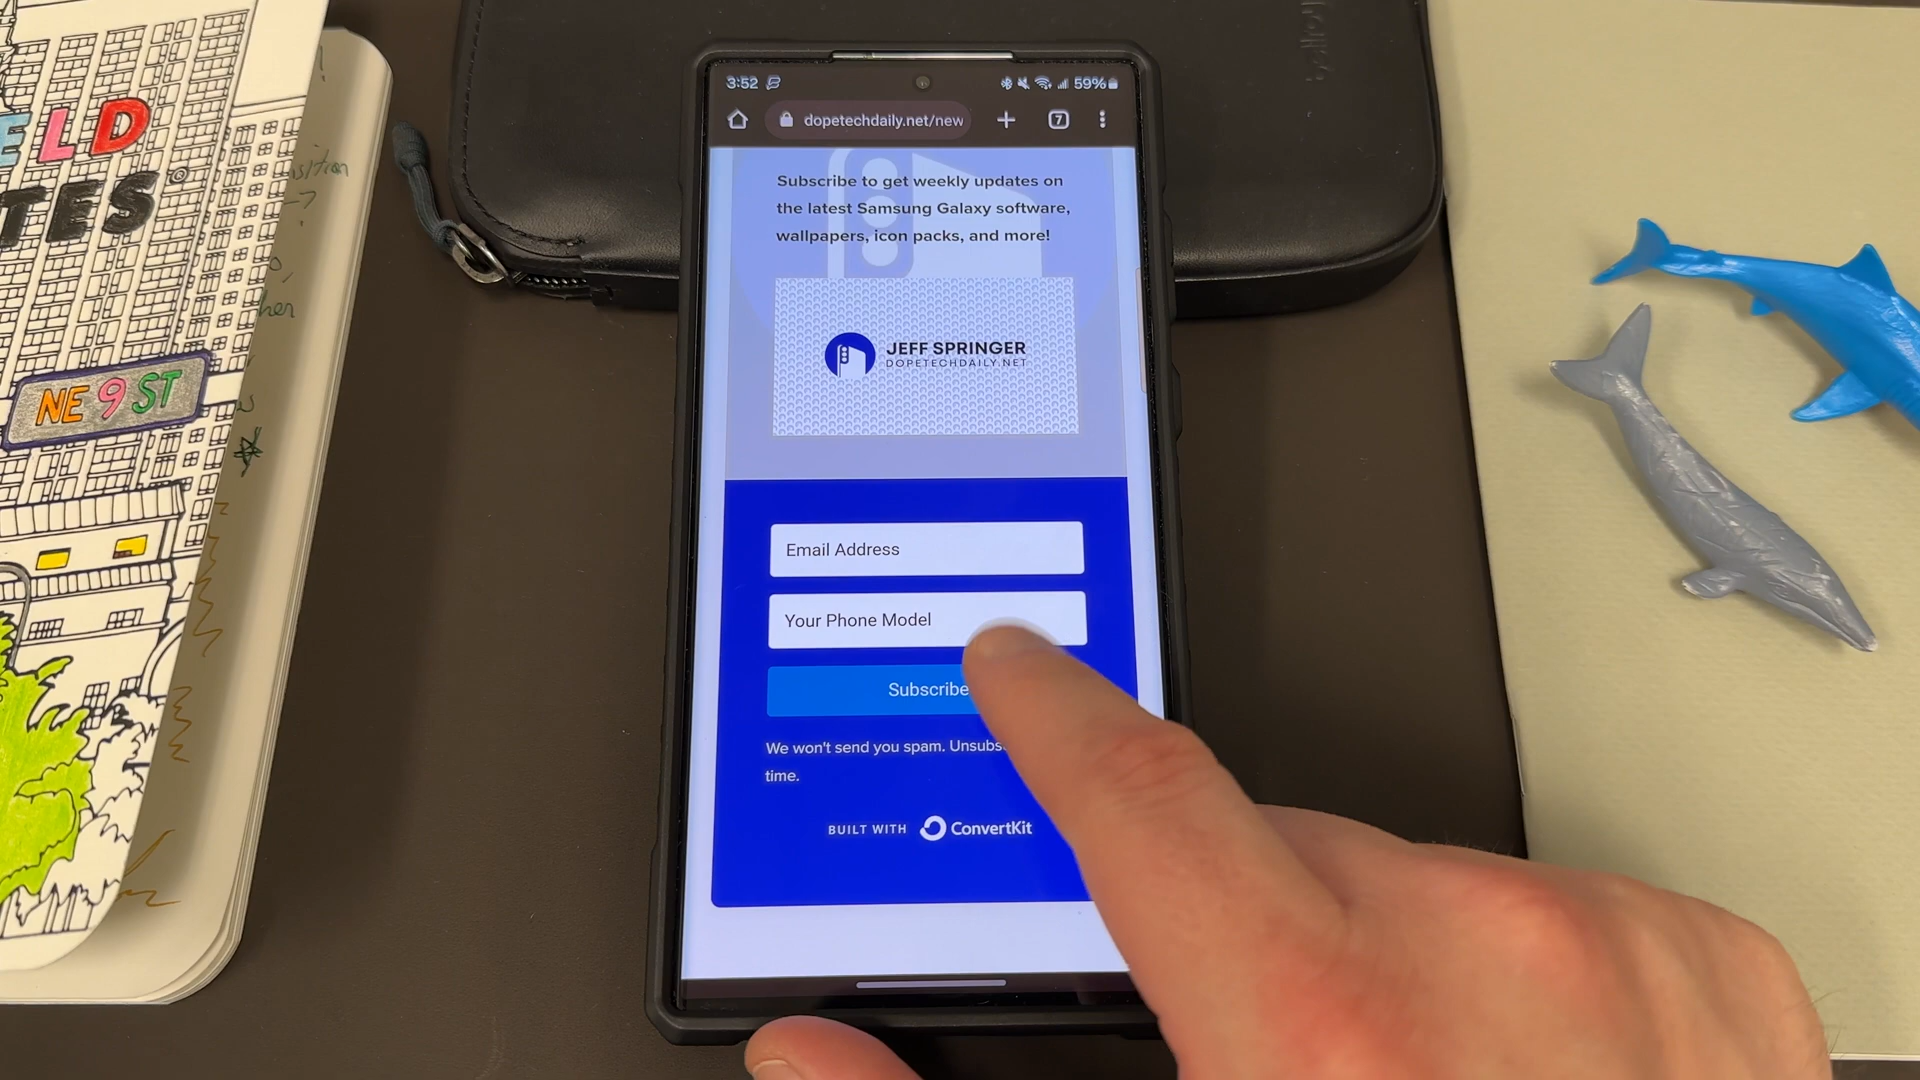 ELD
TES
NE 9 ST
bellroy
3:52
59%
dopetechdaily.net/new
7
Subscribe to get weekly updates on
the latest Samsung Galaxy software,
wallpapers, icon packs, and more!
JEFF SPRINGER
DOPETECHDAILY.NET
Email Address
Your Phone Model
Subscribe
We won't send you spam. Unsubs
time.
BUILT WITH ConvertKit